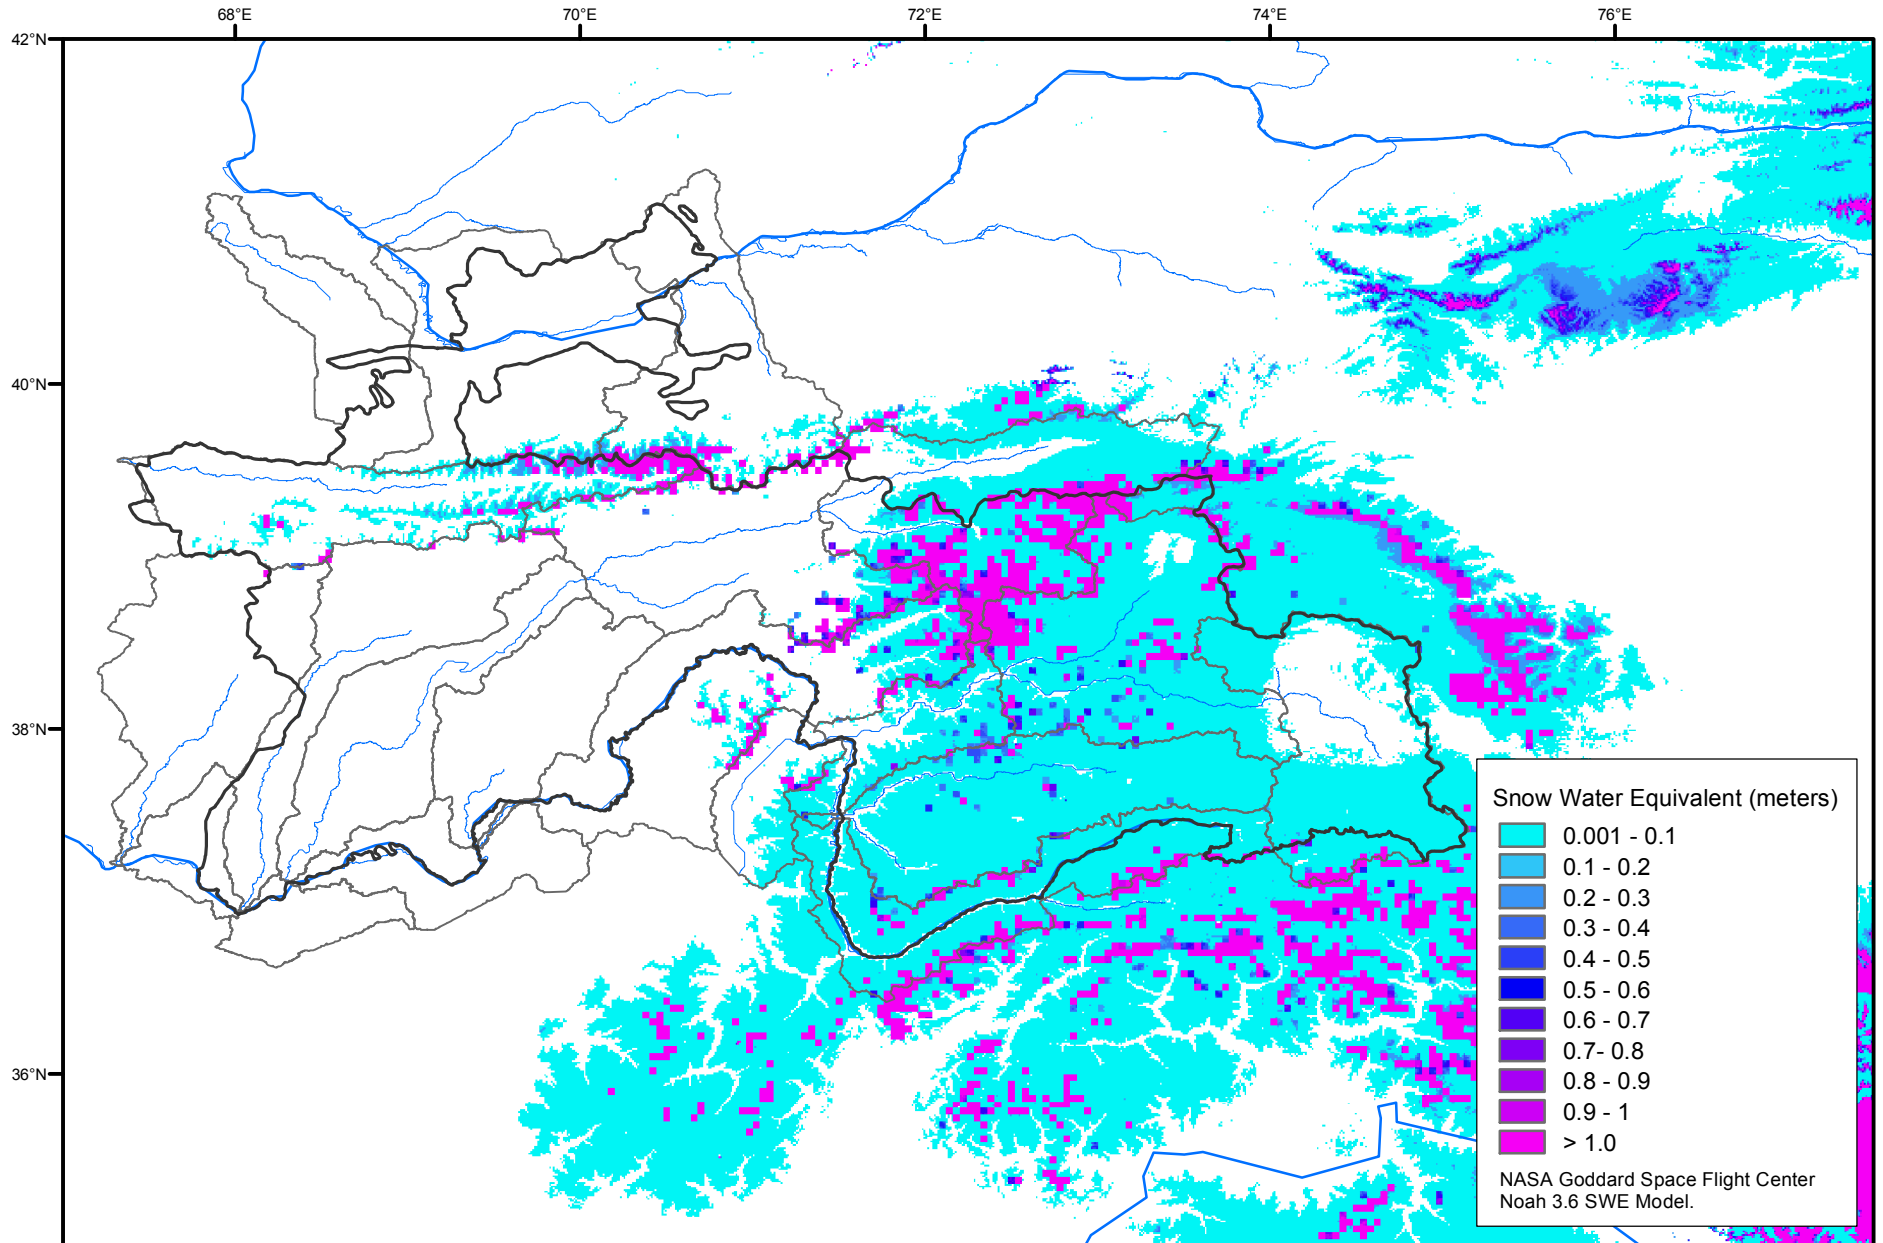 68°E
70°E
72°E
74°E
76°E
42°N
40°N
38°N
36°N
Snow Water Equivalent (meters)
0.001 - 0.1
0.1 - 0.2
0.2 - 0.3
0.3 - 0.4
0.4 - 0.5
0.5 - 0.6
0.6 - 0.7
0.7- 0.8
0.8 - 0.9
0.9 - 1
> 1.0
NASA Goddard Space Flight Center
Noah 3.6 SWE Model.